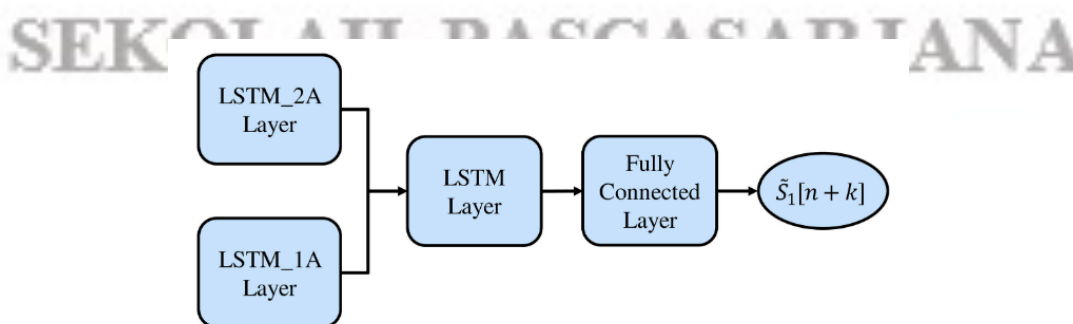 SEKOLAH PASCASARJANA
LSTM_2A
Layer
LSTM_1A
Layer
LSTM
Layer
Fully
Connected
Layer
S̃₁[n + k]